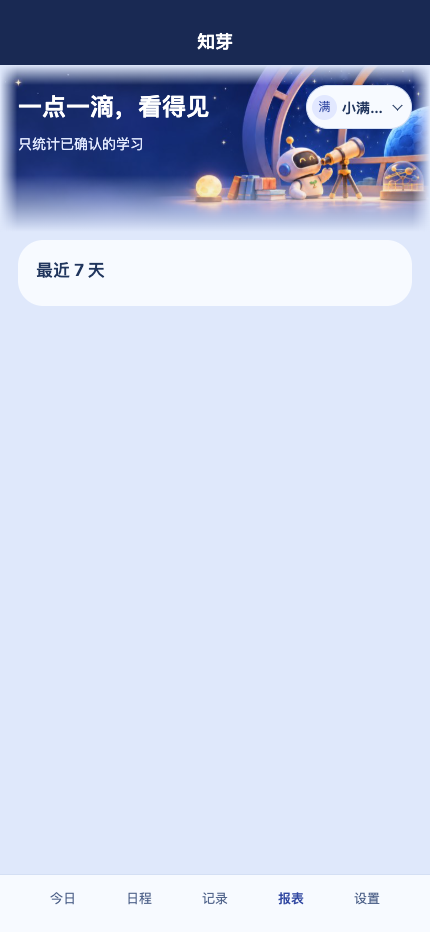 知芽
一点一滴，看得见
满 小满...
只统计已确认的学习
最近 7 天
今日 日程 记录 报表 设置